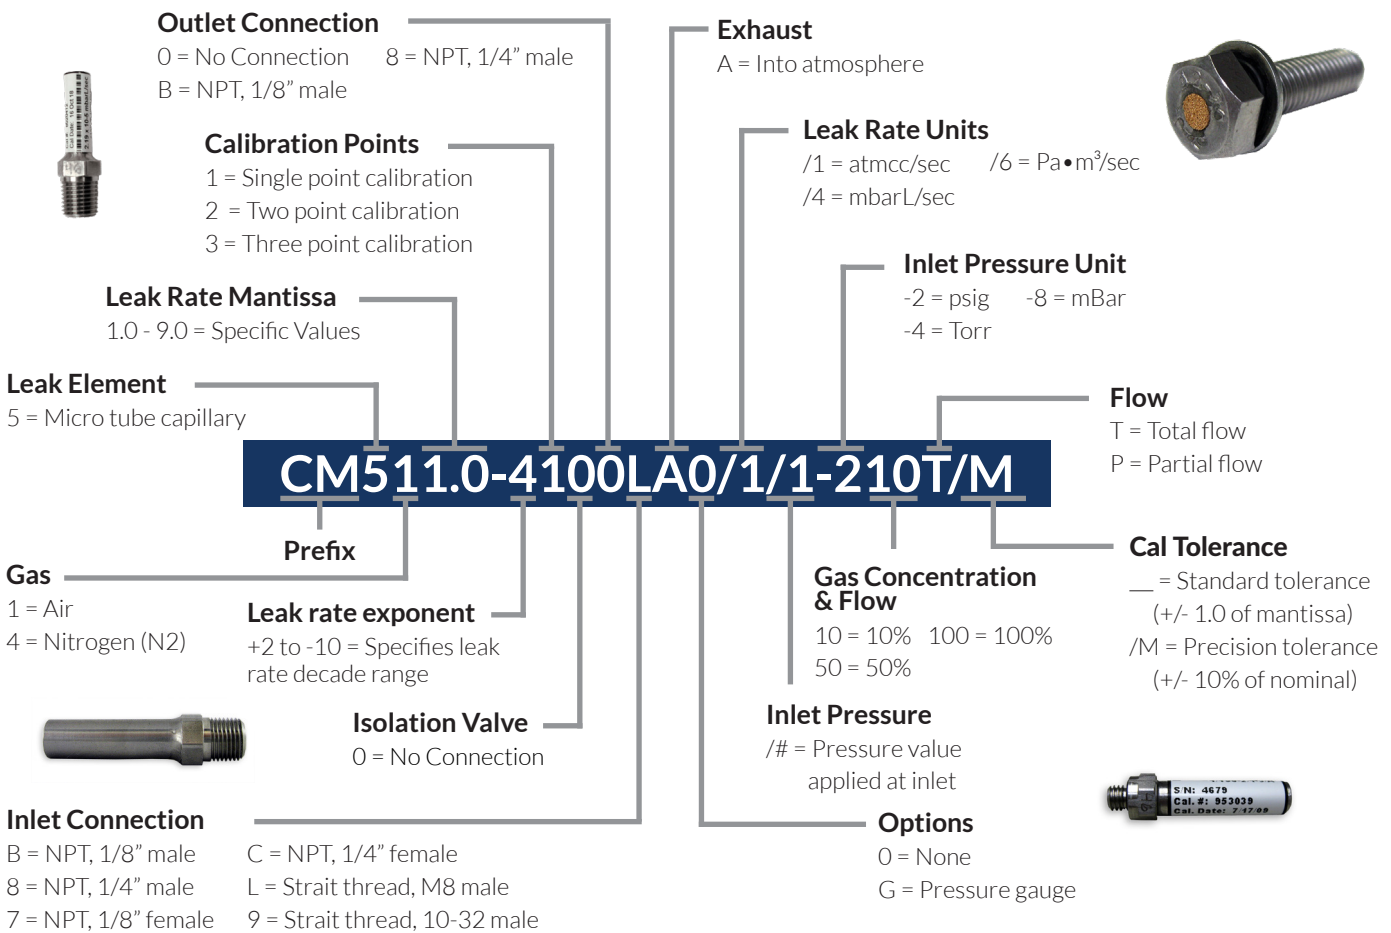 Outlet Connection
0 = No Connection 8 = NPT, 1/4” male
B = NPT, 1/8” male
Exhaust
A = Into atmosphere
Calibration Points
1 = Single point calibration
2 = Two point calibration
3 = Three point calibration
Leak Rate Units
/1 = atmcc/sec /6 = Pa•m³/sec
/4 = mbarL/sec
Leak Rate Mantissa
1.0 - 9.0 = Specific Values
Inlet Pressure Unit
-2 = psig -8 = mBar
-4 = Torr
Leak Element
5 = Micro tube capillary
Flow
T = Total flow
P = Partial flow
CM511.0-4100LA0/1/1-210T/M
Prefix
Gas
1 = Air
4 = Nitrogen (N2)
Leak rate exponent
+2 to -10 = Specifies leak
rate decade range
Gas Concentration
& Flow
10 = 10% 100 = 100%
50 = 50%
Cal Tolerance
__ = Standard tolerance
(+/- 1.0 of mantissa)
/M = Precision tolerance
(+/- 10% of nominal)
Isolation Valve
0 = No Connection
Inlet Pressure
/# = Pressure value
applied at inlet
Inlet Connection
B = NPT, 1/8” male C = NPT, 1/4” female
8 = NPT, 1/4” male L = Strait thread, M8 male
7 = NPT, 1/8” female 9 = Strait thread, 10-32 male
Options
0 = None
G = Pressure gauge
S/N: 4679
Cal. #: 953039
Cal. Date: 7/17/09